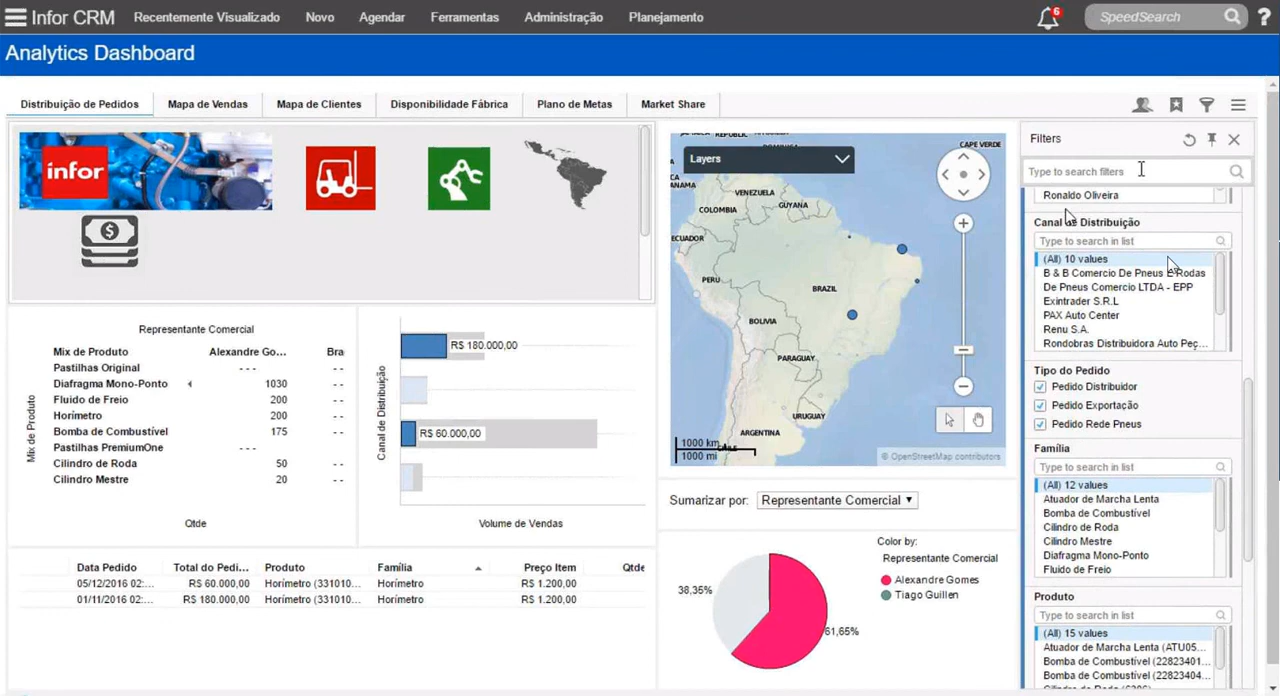 Infor CRM Recentemente Visualizado Novo Agendar Ferramentas Administração Planejamento 6 SpeedSearch ?
Analytics Dashboard
Distribuição de Pedidos Mapa de Vendas Mapa de Clientes Disponibilidade Fábrica Plano de Metas Market Share
infor
$
Representante Comercial
Mix de Produto Alexandre Go... Bra
Pastilhas Original - - -
Diafragma Mono-Ponto 1030 - -
Fluido de Freio 200 - -
Horímetro 200 - -
Bomba de Combustível 175 - -
Pastilhas PremiumOne - - -
Cilindro de Roda 50 - -
Cilindro Mestre 20 - -
Mix de Produto
Qtde
Canal de Distribuição
R$ 180.000,00
R$ 60.000,00
Volume de Vendas
Layers
REPUBLIC
DOMINICA
CAPE VERDE
CA
ANAMA
VENEZUELA
GUYANA
COLOMBIA
ECUADOR
PERU
BRAZIL
BOLIVIA
PARAGUAY
URUGUAY
ARGENTINA
1000 km
1000 mi
© OpenStreetMap contributors
Sumarizar por: Representante Comercial
Data Pedido Total do Pedi... Produto Família Preço Item Qtde
05/12/2016 02:... R$ 60.000,00 Horímetro (331010... Horímetro R$ 1.200,00
01/11/2016 02:... R$ 180.000,00 Horímetro (331010... Horímetro R$ 1.200,00
38,35%
61,65%
Color by:
Representante Comercial
Alexandre Gomes
Tiago Guillen
Filters
Type to search filters
Ronaldo Oliveira
Canal de Distribuição
Type to search in list
(All) 10 values
B & B Comercio De Pneus E Rodas
De Pneus Comercio LTDA - EPP
Exintrader S.R.L
PAX Auto Center
Renu S.A.
Rondobras Distribuidora Auto Peç...
Tipo do Pedido
Pedido Distribuidor
Pedido Exportação
Pedido Rede Pneus
Família
Type to search in list
(All) 12 values
Atuador de Marcha Lenta
Bomba de Combustível
Cilindro de Roda
Cilindro Mestre
Diafragma Mono-Ponto
Fluido de Freio
Produto
Type to search in list
(All) 15 values
Atuador de Marcha Lenta (ATU05...
Bomba de Combustível (22823401...